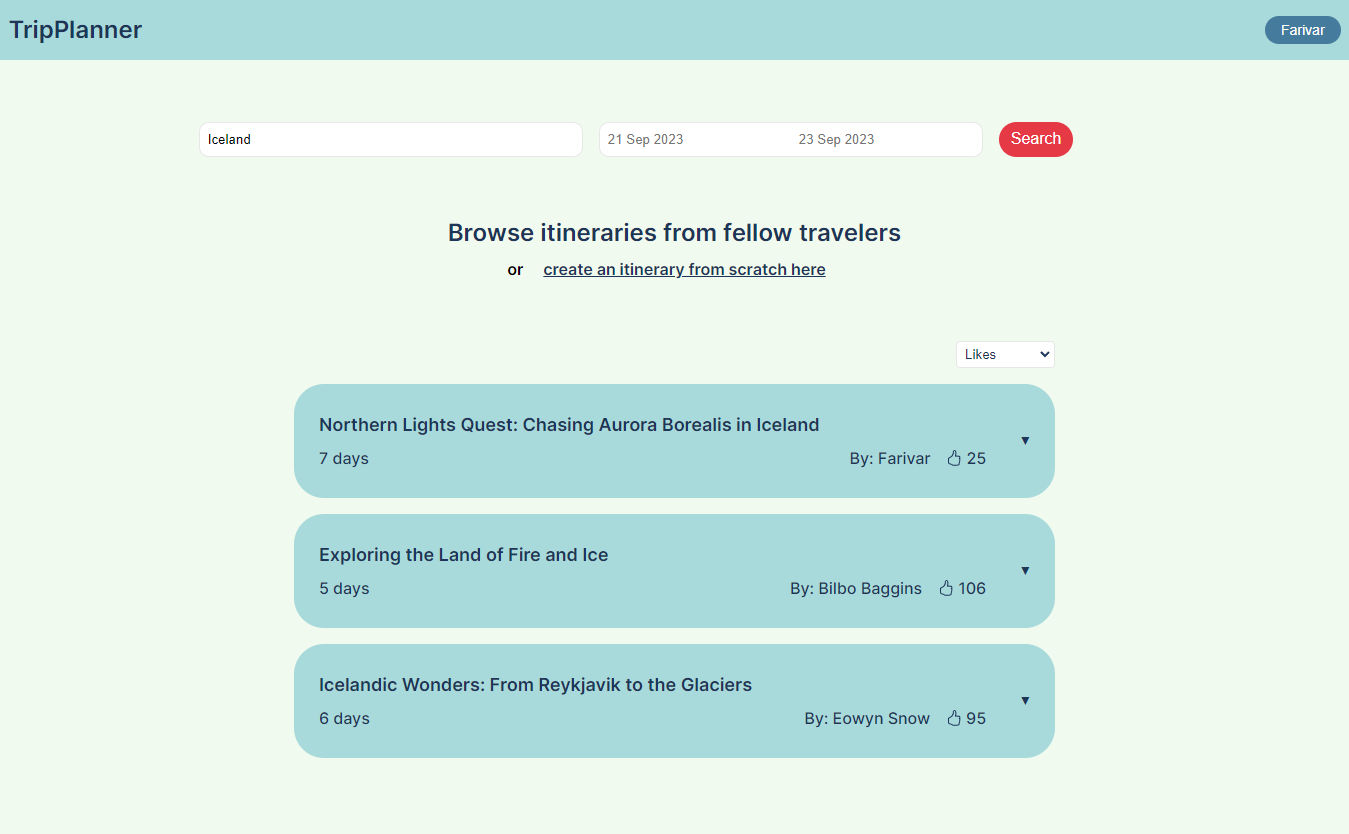 TripPlanner
Farivar
Iceland
21 Sep 2023 23 Sep 2023
Search
Browse itineraries from fellow travelers
or create an itinerary from scratch here
Likes
Northern Lights Quest: Chasing Aurora Borealis in Iceland
7 days By: Farivar 25
Exploring the Land of Fire and Ice
5 days By: Bilbo Baggins 106
Icelandic Wonders: From Reykjavik to the Glaciers
6 days By: Eowyn Snow 95